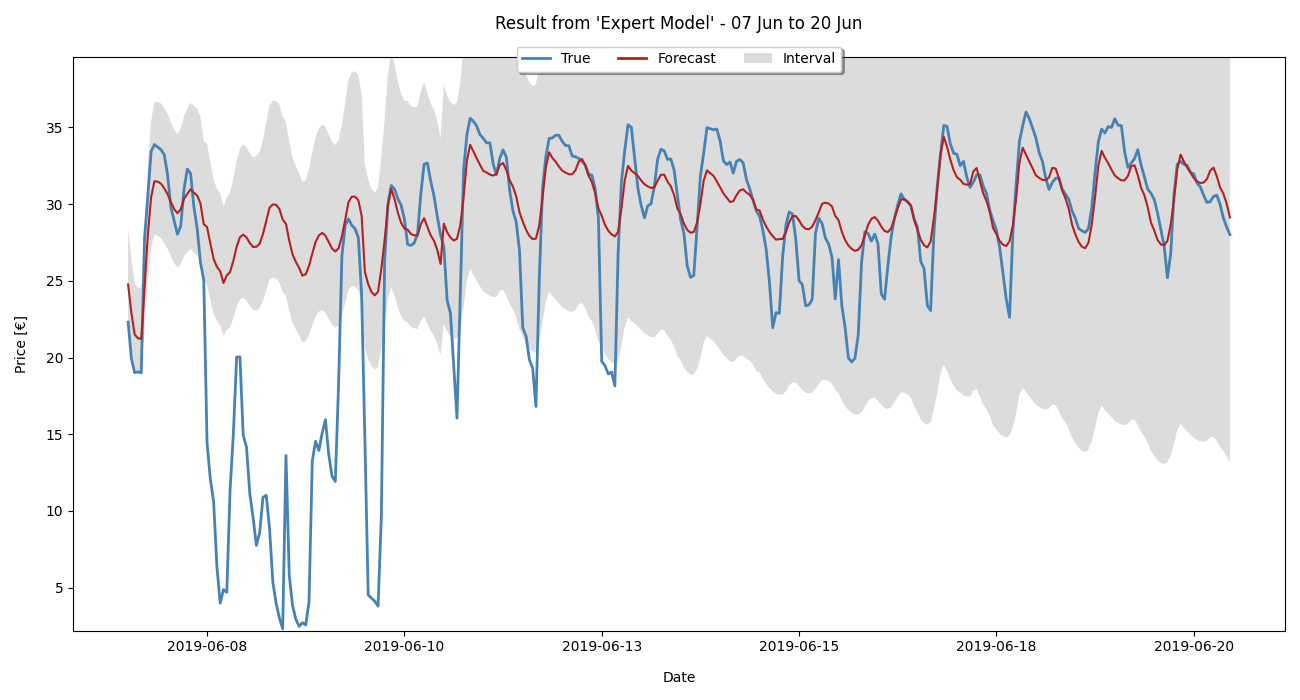 Result from 'Expert Model' - 07 Jun to 20 Jun
True Forecast Interval
35
30
25
20
15
10
5
Price [€]
2019-06-08 2019-06-10 2019-06-13 2019-06-15 2019-06-18 2019-06-20
Date